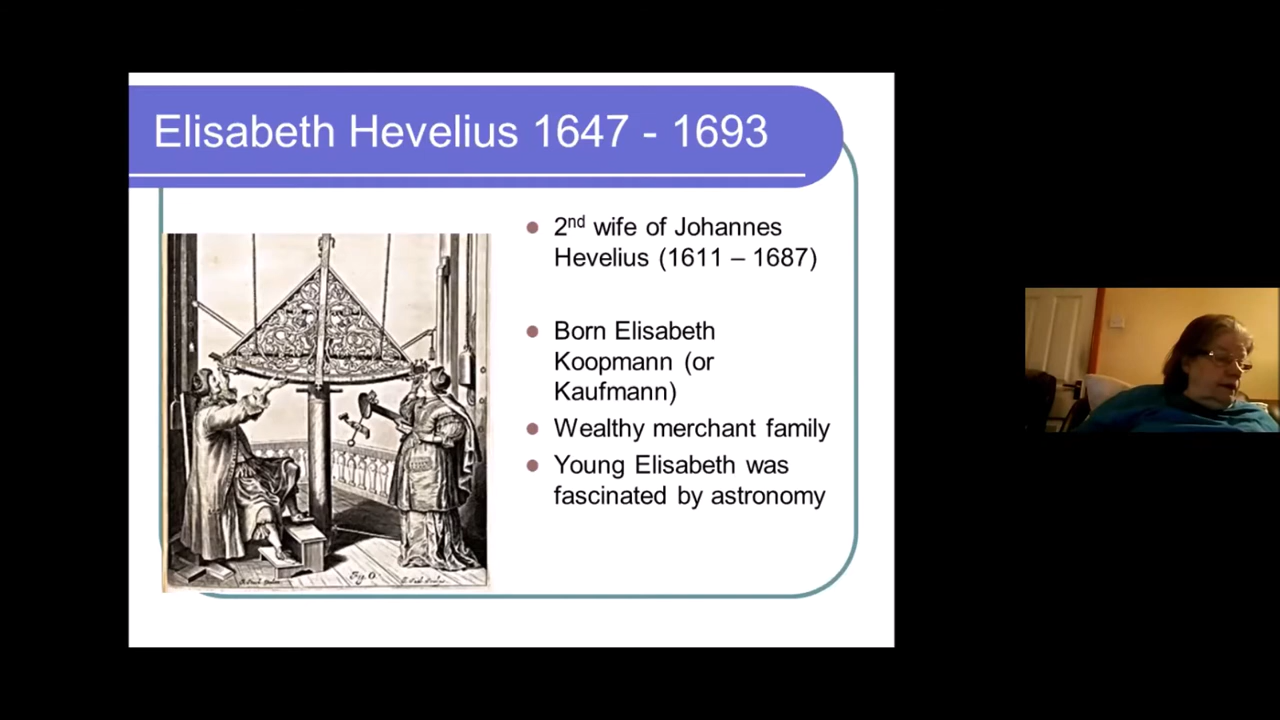 Elisabeth Hevelius 1647 - 1693
2nd wife of Johannes
Hevelius (1611 – 1687)
Born Elisabeth
Koopmann (or
Kaufmann)
Wealthy merchant family
Young Elisabeth was
fascinated by astronomy
Fig. O